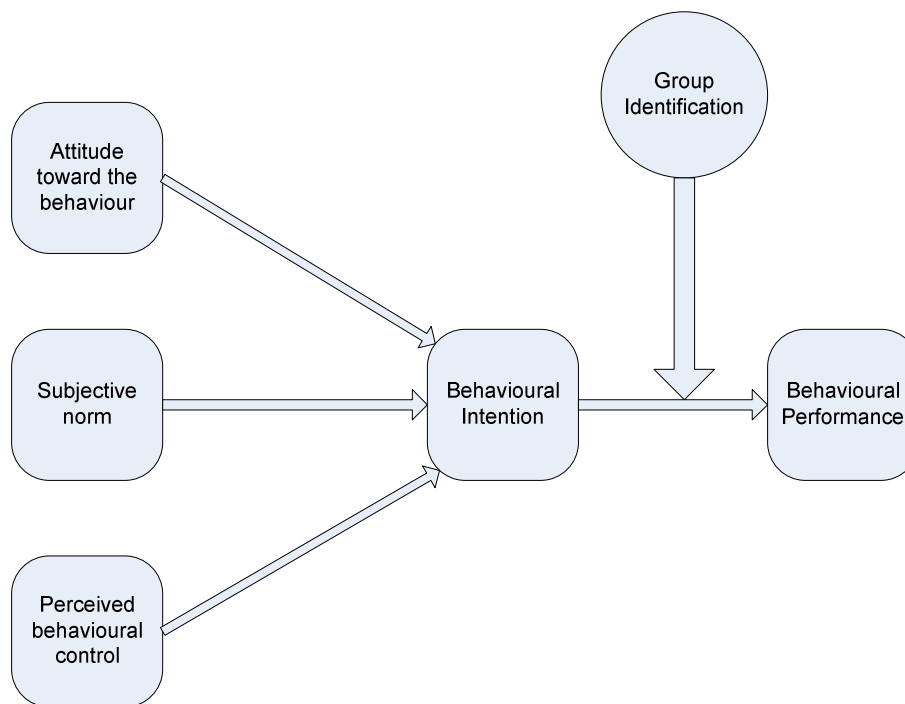 Group
Identification
Attitude
toward the
behaviour
Subjective
norm
Behavioural
Intention
Behavioural
Performance
Perceived
behavioural
control